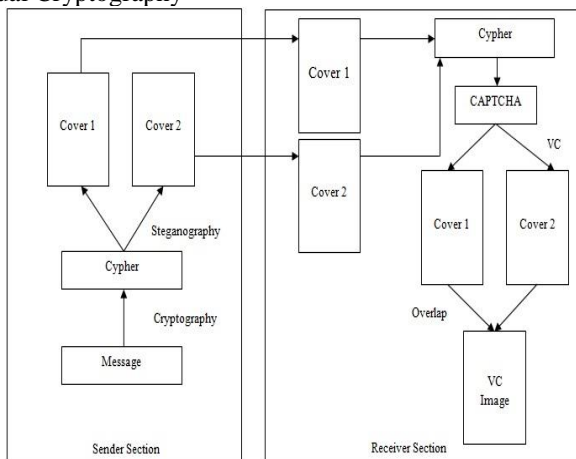 Cryptography
Cover 1
Cover 2
Steganography
Cypher
Cryptography
Message
Sender Section
Cover 1
Cover 2
Cypher
CAPTCHA
VC
Cover 1
Cover 2
Overlap
VC
Image
Receiver Section